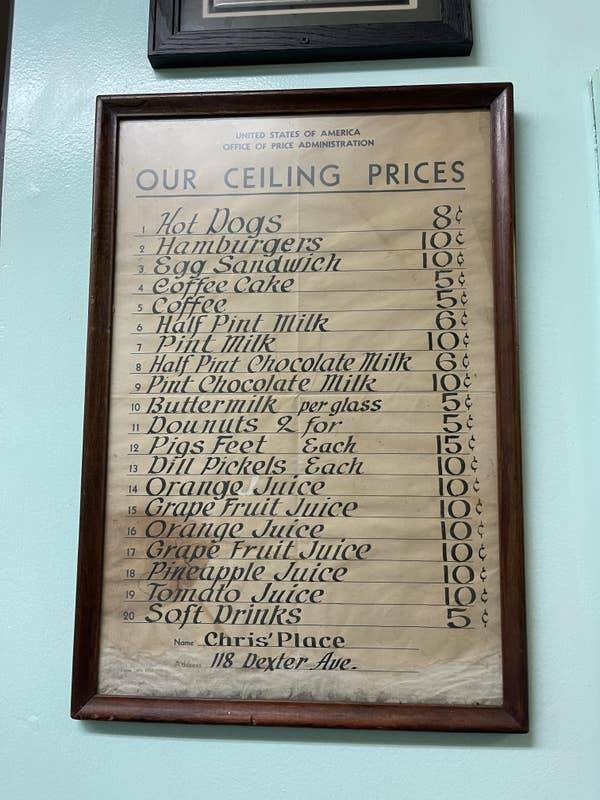 UNITED STATES OF AMERICA
OFFICE OF PRICE ADMINISTRATION
OUR CEILING PRICES
1 Hot Dogs 8¢
2 Hamburgers 10¢
3 Egg Sandwich 10¢
4 Coffee Cake 5¢
5 Coffee 5¢
6 Half Pint Milk 6¢
7 Pint Milk 10¢
8 Half Pint Chocolate Milk 6¢
9 Pint Chocolate Milk 10¢
10 Buttermilk per glass 5¢
11 Dounuts 2 for 5¢
12 Pigs Feet Each 15¢
13 Dill Pickels Each 10¢
14 Orange Juice 10¢
15 Grape Fruit Juice 10¢
16 Orange Juice 10¢
17 Grape Fruit Juice 10¢
18 Pineapple Juice 10¢
19 Tomato Juice 10¢
20 Soft Drinks 5¢
Name Chris' Place
Address 118 Dexter Ave.